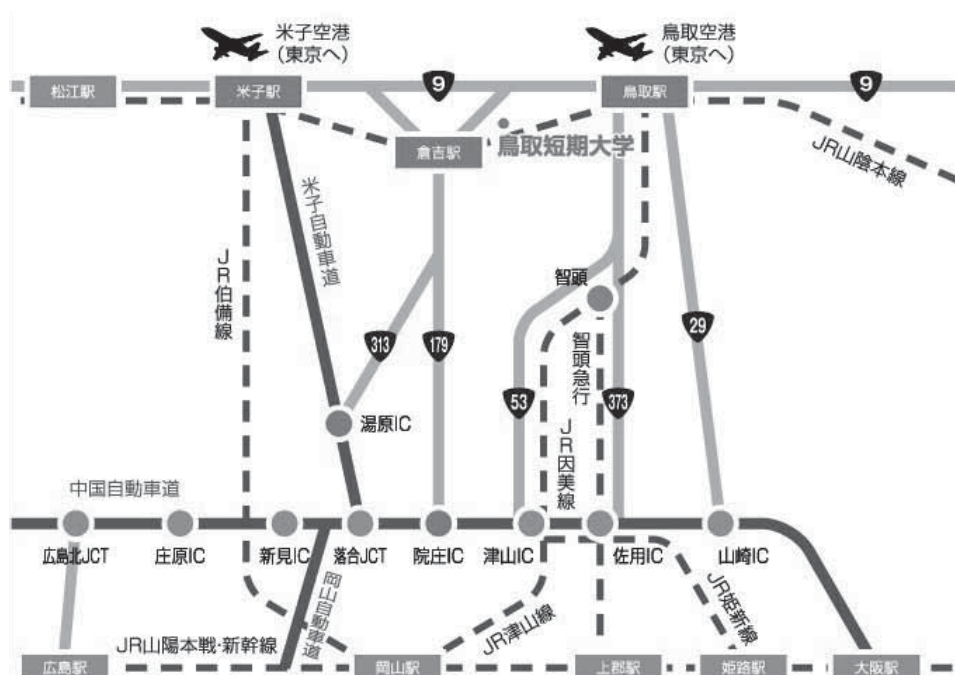 米子空港
(東京へ)
鳥取空港
(東京へ)
松江駅
米子駅
9
鳥取駅
9
倉吉駅
鳥取短期大学
JR山陰本線
米子自動車道
JR伯備線
智頭
313
179
智頭急行
29
53
373
湯原IC
JR因美線
中国自動車道
広島北JCT
庄原IC
新見IC
落合JCT
院庄IC
津山IC
佐用IC
山崎IC
岡山自動車道
JR津山線
JR姫新線
JR山陽本戦·新幹線
広島駅
岡山駅
上郡駅
姫路駅
大阪駅